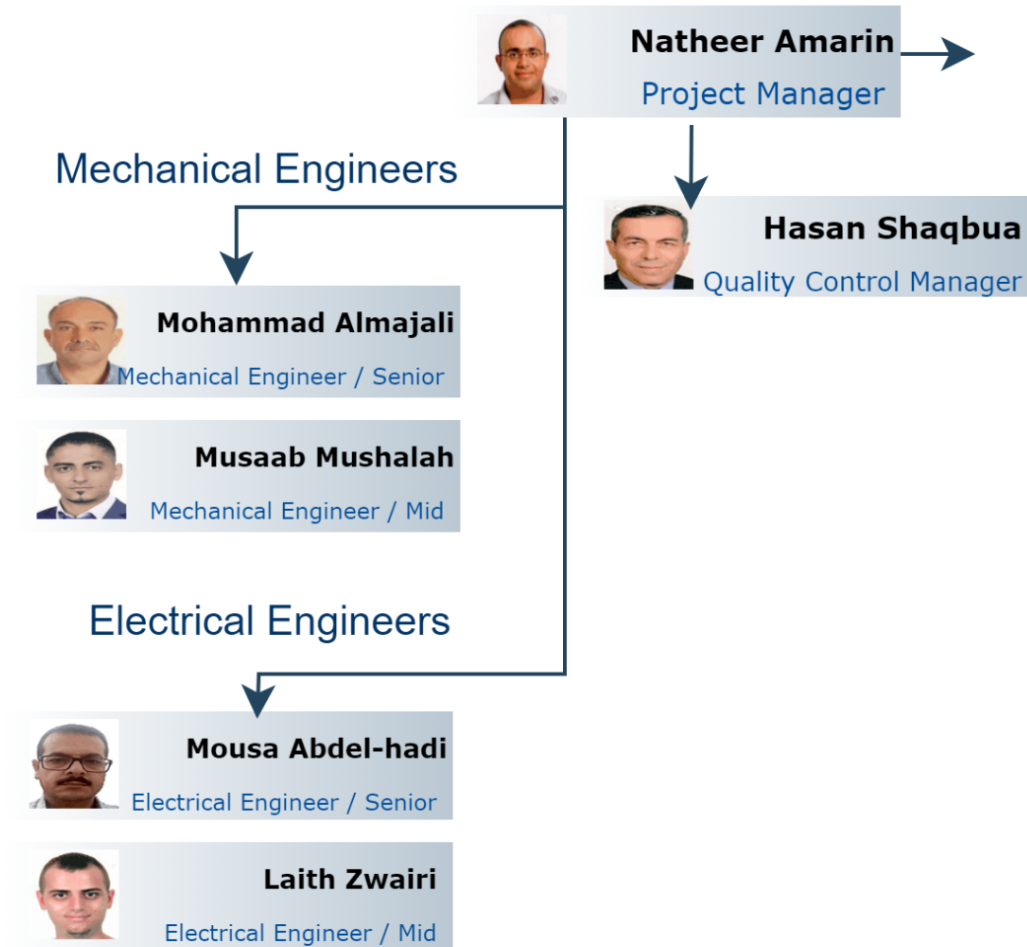 Natheer Amarin
Project Manager
Mechanical Engineers
Hasan Shaqbua
Quality Control Manager
Mohammad Almajali
Mechanical Engineer / Senior
Musaab Mushalah
Mechanical Engineer / Mid
Electrical Engineers
Mousa Abdel-hadi
Electrical Engineer / Senior
Laith Zwairi
Electrical Engineer / Mid